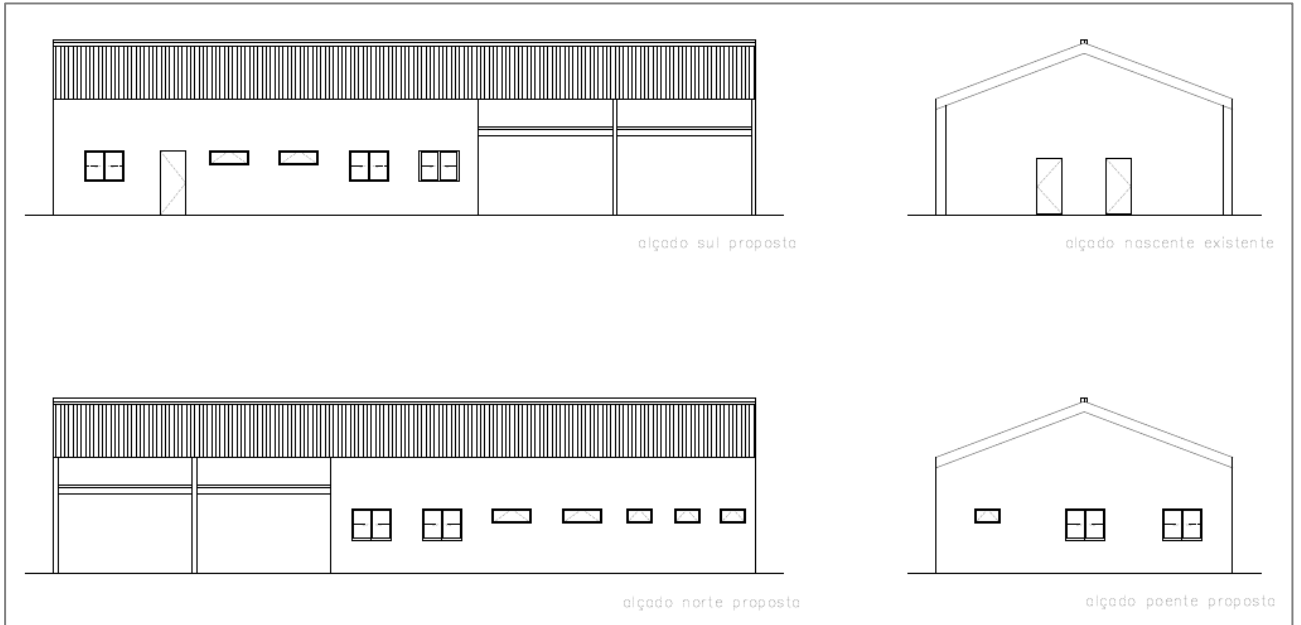 alçado sul proposta
alçado nascente existente
alçado norte proposta
alçado poente proposta